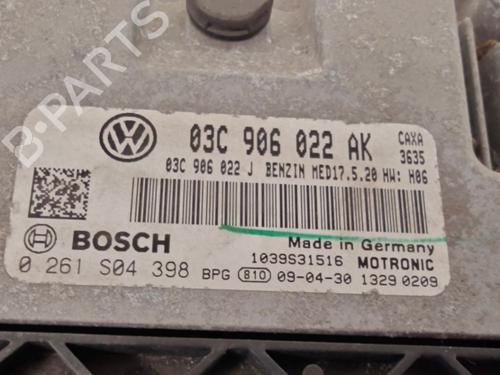 03C 906 022 AK CAXA
3635
03C 906 022 J BENZIN MED17.5.20 HW: H06
BOSCH
Made in Germany
1039S31516 MOTRONIC
0 261 S04 398 BPG 810 09-04-30 1329 0209
B-PARTS